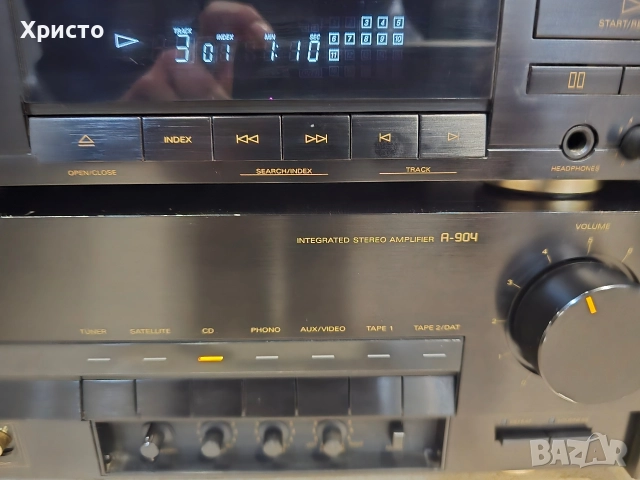 Христо
START/RE
TRACK INDEX MIN SEC
3 01 1:10
3 4 5
6 7 8 9 10
11
INDEX
OPEN/CLOSE
SEARCH/INDEX
TRACK
HEADPHONES
INTEGRATED STEREO AMPLIFIER A-904
VOLUME
TUNER
SATELLITE
CD
PHONO
AUX/VIDEO
TAPE 1
TAPE 2/DAT
BAZAR